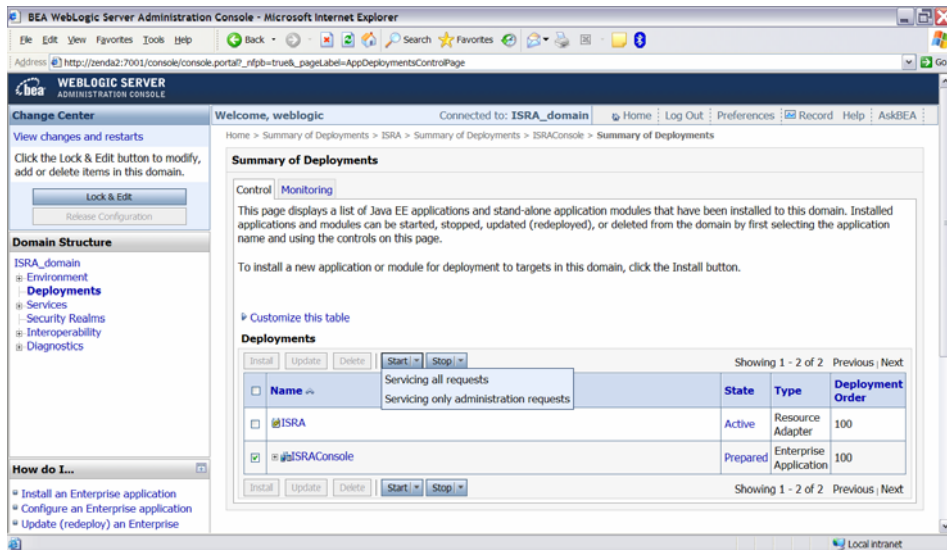 BEA WebLogic Server Administration Console - Microsoft Internet Explorer
File Edit View Favorites Tools Help
Back Search Favorites
Address http://zenda2:7001/console/console.portal?_nfpb=true&_pageLabel=AppDeploymentsControlPage Go
bea WEBLOGIC SERVER
ADMINISTRATION CONSOLE
Change Center
View changes and restarts
Click the Lock & Edit button to modify,
add or delete items in this domain.
Lock & Edit
Release Configuration
Domain Structure
ISRA_domain
Environment
Deployments
Services
Security Realms
Interoperability
Diagnostics
How do I...
Install an Enterprise application
Configure an Enterprise application
Update (redeploy) an Enterprise
Welcome, weblogic Connected to: ISRA_domain Home Log Out Preferences Record Help AskBEA
Home > Summary of Deployments > ISRA > Summary of Deployments > ISRAConsole > Summary of Deployments
Summary of Deployments
Control Monitoring
This page displays a list of Java EE applications and stand-alone application modules that have been installed to this domain. Installed
applications and modules can be started, stopped, updated (redeployed), or deleted from the domain by first selecting the application
name and using the controls on this page.
To install a new application or module for deployment to targets in this domain, click the Install button.
Customize this table
Deployments
Install Update Delete Start Stop Showing 1 - 2 of 2 Previous | Next
Servicing all requests
Servicing only administration requests
Name State Type Deployment
Order
ISRA Active Resource
Adapter 100
ISRAConsole Prepared Enterprise
Application 100
Install Update Delete Start Stop Showing 1 - 2 of 2 Previous | Next
Local intranet